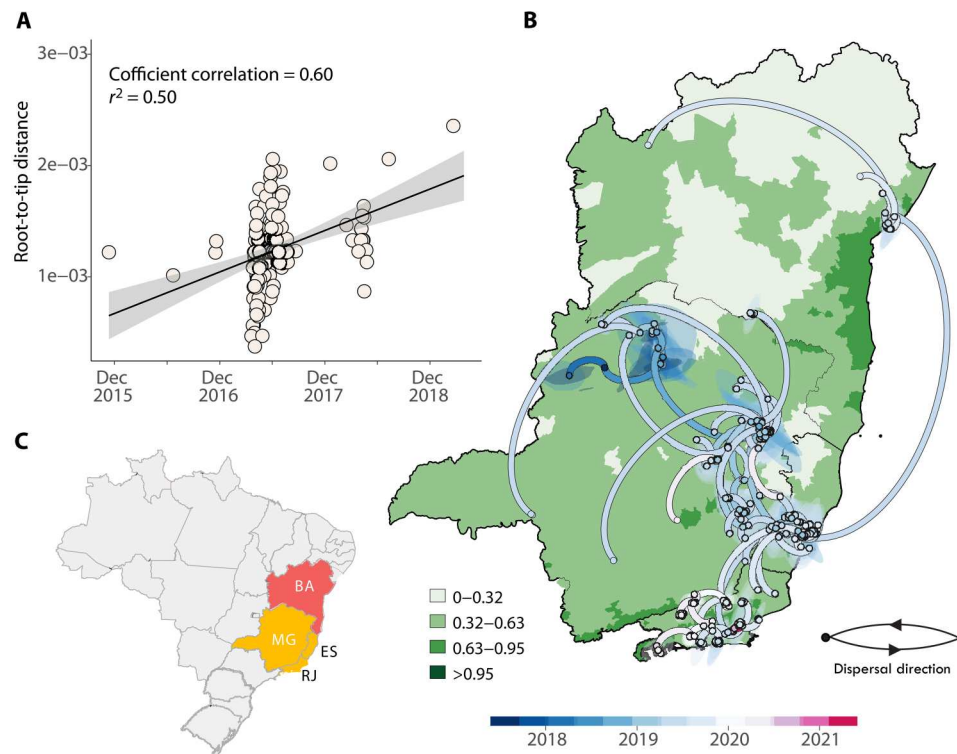 A
3e−03
2e−03
1e−03
Root-to-tip distance
Cofficient correlation = 0.60
r² = 0.50
Dec Dec Dec Dec
2015 2016 2017 2018
B
0−0.32
0.32−0.63
0.63−0.95
>0.95
Dispersal direction
2018 2019 2020 2021
C
BA
MG
ES
RJ